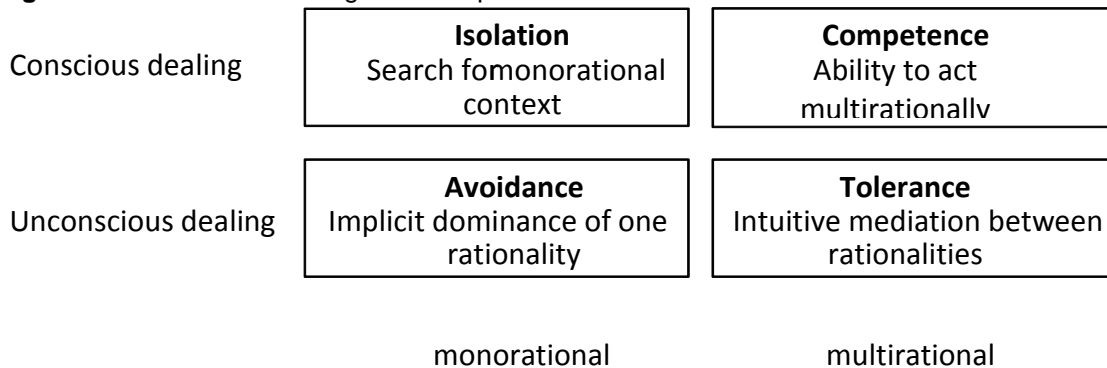 Isolation
Conscious dealing
Search fomonorational
context
Competence
Ability to act
multirationally
Avoidance
Unconscious dealing
Implicit dominance of one
rationality
Tolerance
Intuitive mediation between
rationalities
monorational
multirational